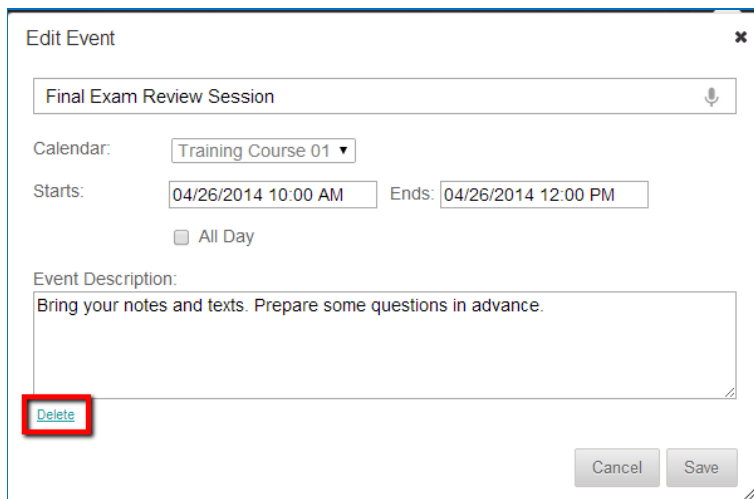 Edit Event
Final Exam Review Session
Calendar: Training Course 01
Starts: 04/26/2014 10:00 AM Ends: 04/26/2014 12:00 PM
All Day
Event Description:
Bring your notes and texts. Prepare some questions in advance.
Delete
Cancel Save